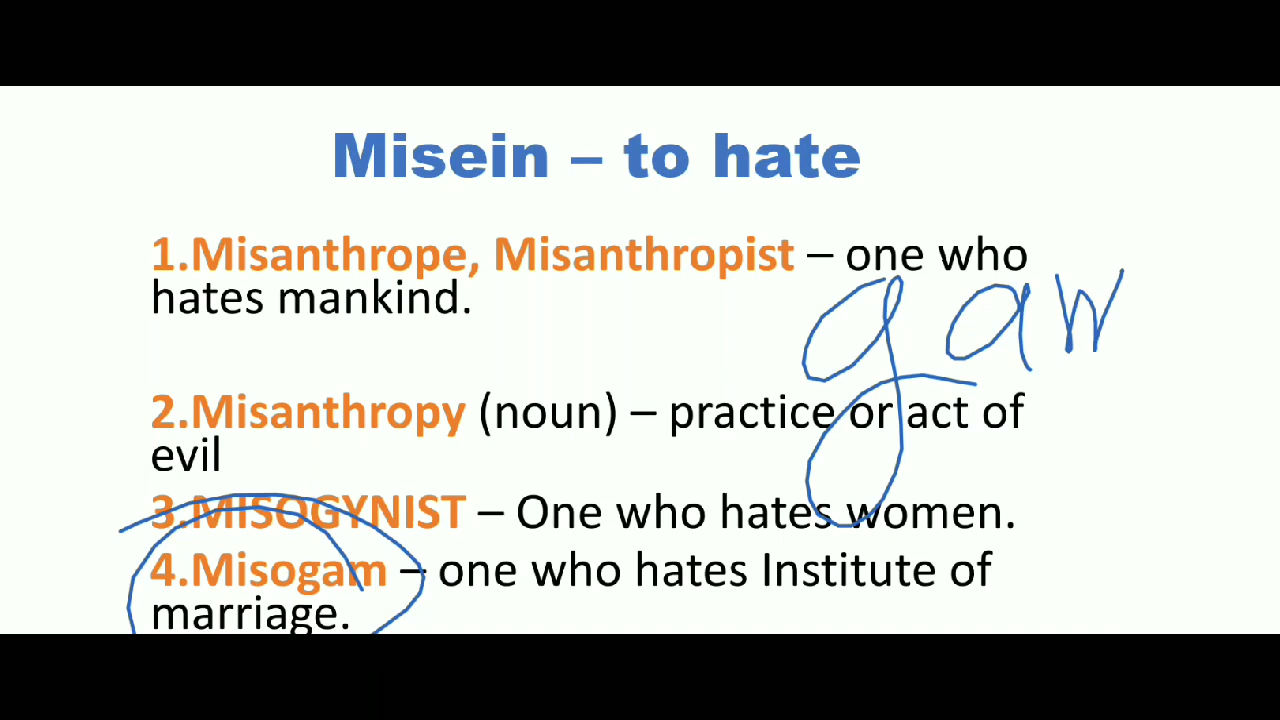 Misein – to hate
1.Misanthrope, Misanthropist – one who
hates mankind.
gaw
2.Misanthropy (noun) – practice or act of
evil
3.MISOGYNIST – One who hates women.
4.Misogam – one who hates Institute of
marriage.